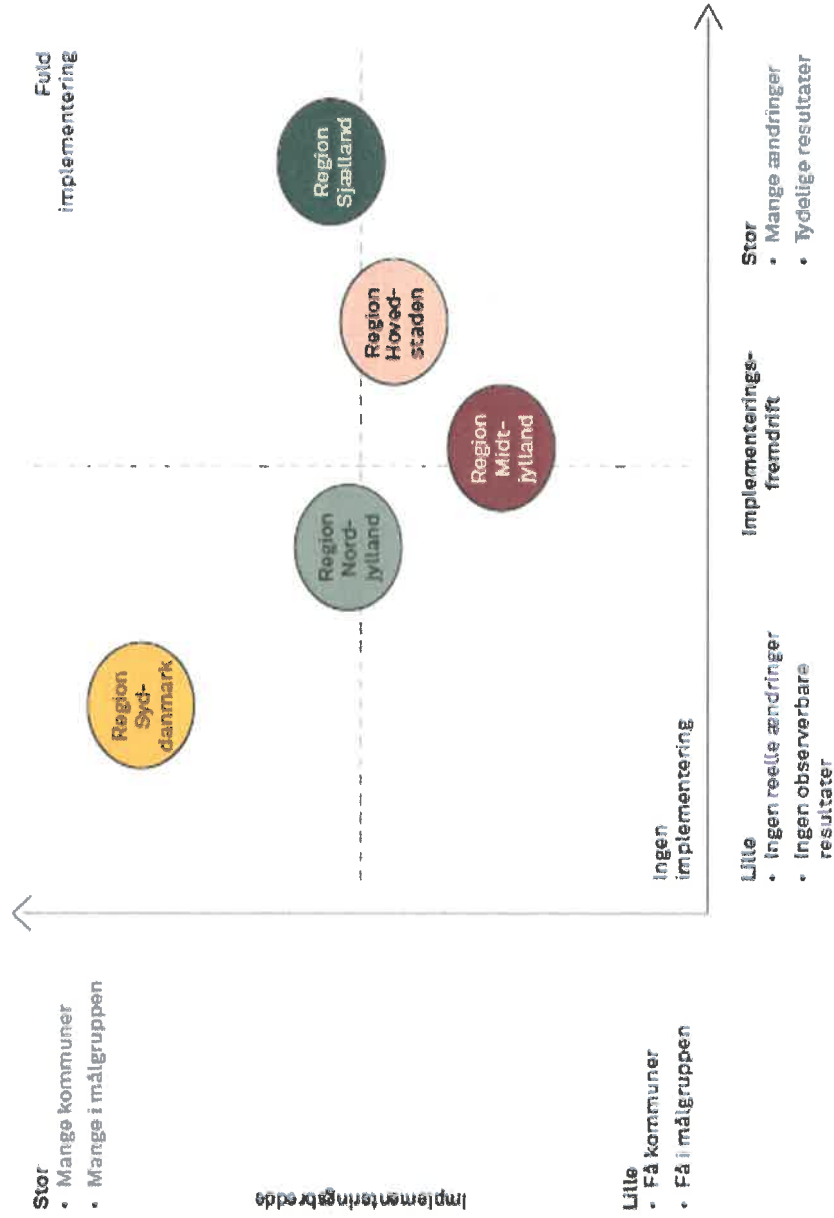 Stor
• Mange kommuner
• Mange i målgruppen
Implementeringsbredde
Lille
• Få kommuner
• Få i målgruppen
Fuld
implementering
Region
Syd-
danmark
Region
Nord-
jylland
Region
Sjælland
Region
Hoved-
staden
Region
Midt-
jylland
Ingen
implementering
Lille
• Ingen reelle ændringer
• Ingen observerbare
resultater
Implementerings-
fremdrift
Stor
• Mange ændringer
• Tydelige resultater